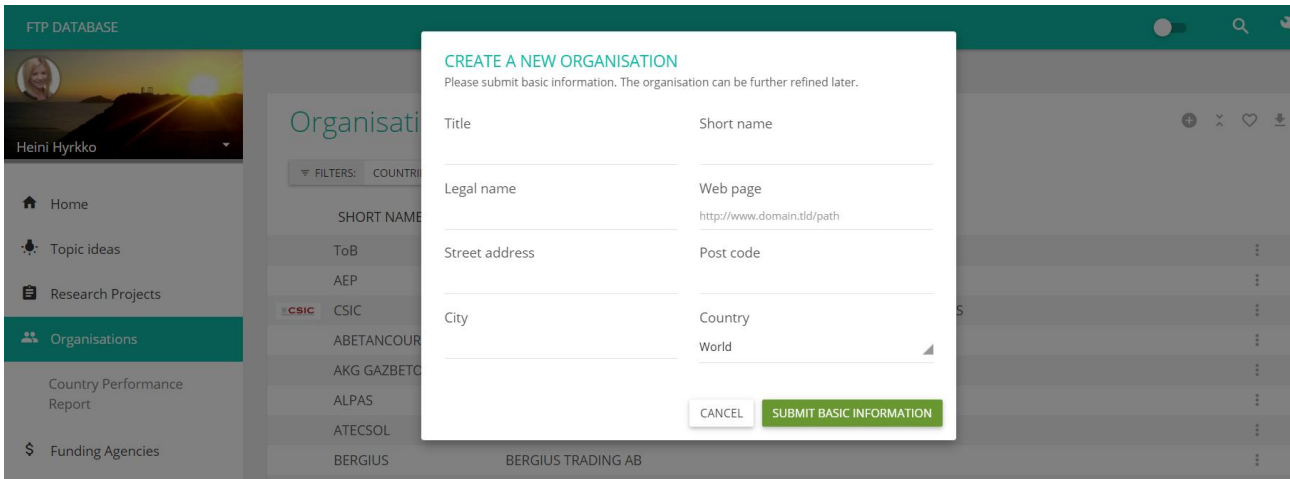 FTP DATABASE
Heini Hyrkko
Home
Topic ideas
Research Projects
Organisations
Country Performance
Report
$ Funding Agencies
Organisati
FILTERS: COUNTRI
SHORT NAME
ToB
AEP
CSIC CSIC S
ABETANCOUR
AKG GAZBETO
ALPAS
ATECSOL
BERGIUS BERGIUS TRADING AB
CREATE A NEW ORGANISATION
Please submit basic information. The organisation can be further refined later.
Title Short name
Legal name Web page
http://www.domain.tld/path
Street address Post code
City Country
World
CANCEL SUBMIT BASIC INFORMATION